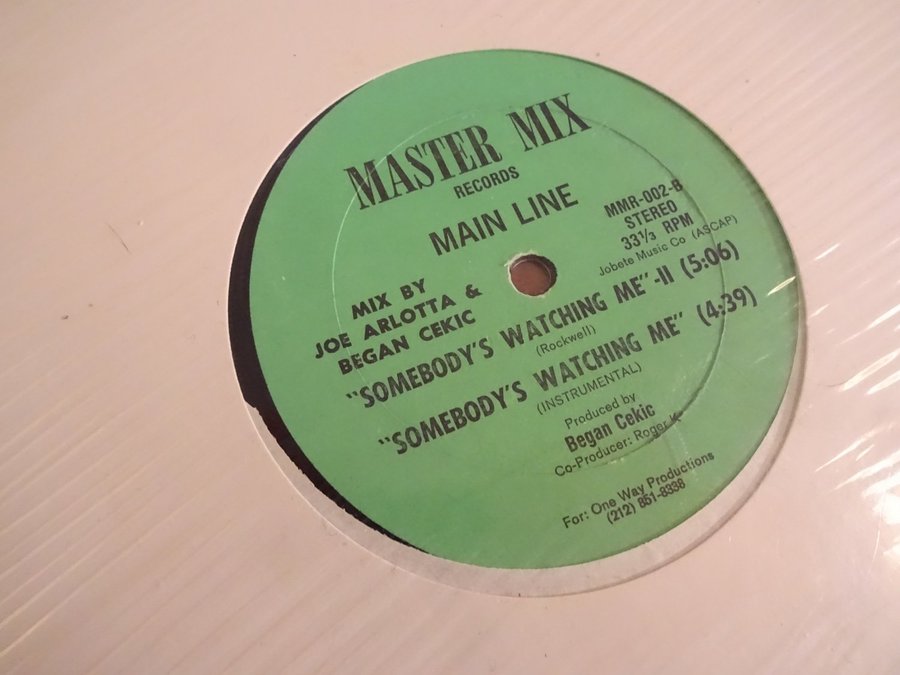 MASTER MIX
RECORDS
MAIN LINE
MMR-002-B
STEREO
33⅓ RPM
Jobete Music Co (ASCAP)
MIX BY
JOE ARLOTTA &
BEGAN CEKIC
"SOMEBODY'S WATCHING ME"-II (5:06)
(Rockwell)
"SOMEBODY'S WATCHING ME" (4:39)
(INSTRUMENTAL)
Produced by
Began Cekic
Co-Producer: Roger K.
For: One Way Productions
(212) 851-8338